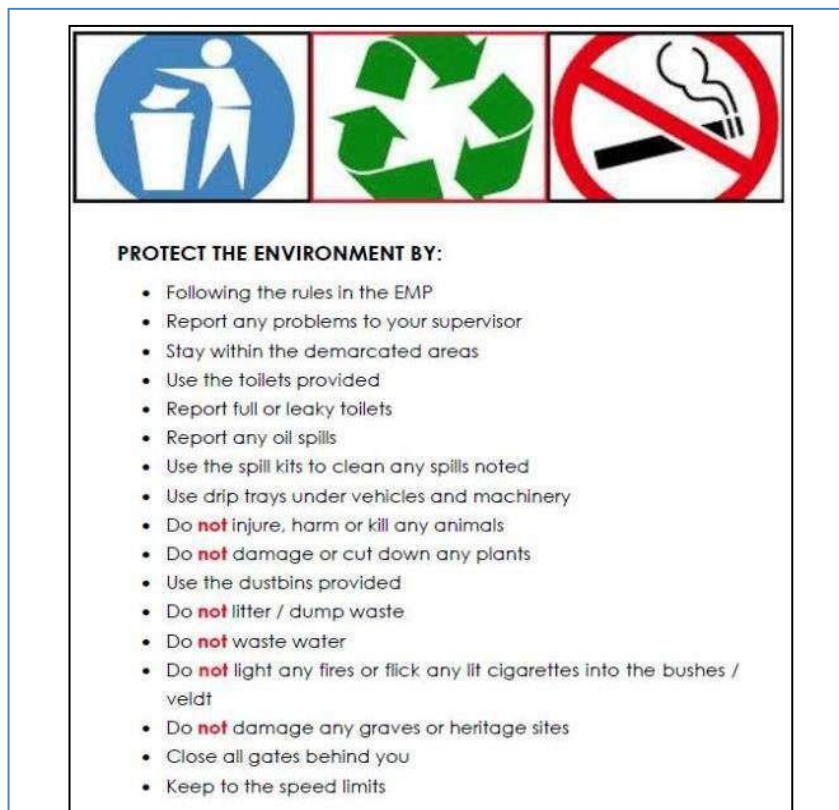 PROTECT THE ENVIRONMENT BY:
• Following the rules in the EMP
• Report any problems to your supervisor
• Stay within the demarcated areas
• Use the toilets provided
• Report full or leaky toilets
• Report any oil spills
• Use the spill kits to clean any spills noted
• Use drip trays under vehicles and machinery
• Do not injure, harm or kill any animals
• Do not damage or cut down any plants
• Use the dustbins provided
• Do not litter / dump waste
• Do not waste water
• Do not light any fires or flick any lit cigarettes into the bushes /
veldt
• Do not damage any graves or heritage sites
• Close all gates behind you
• Keep to the speed limits